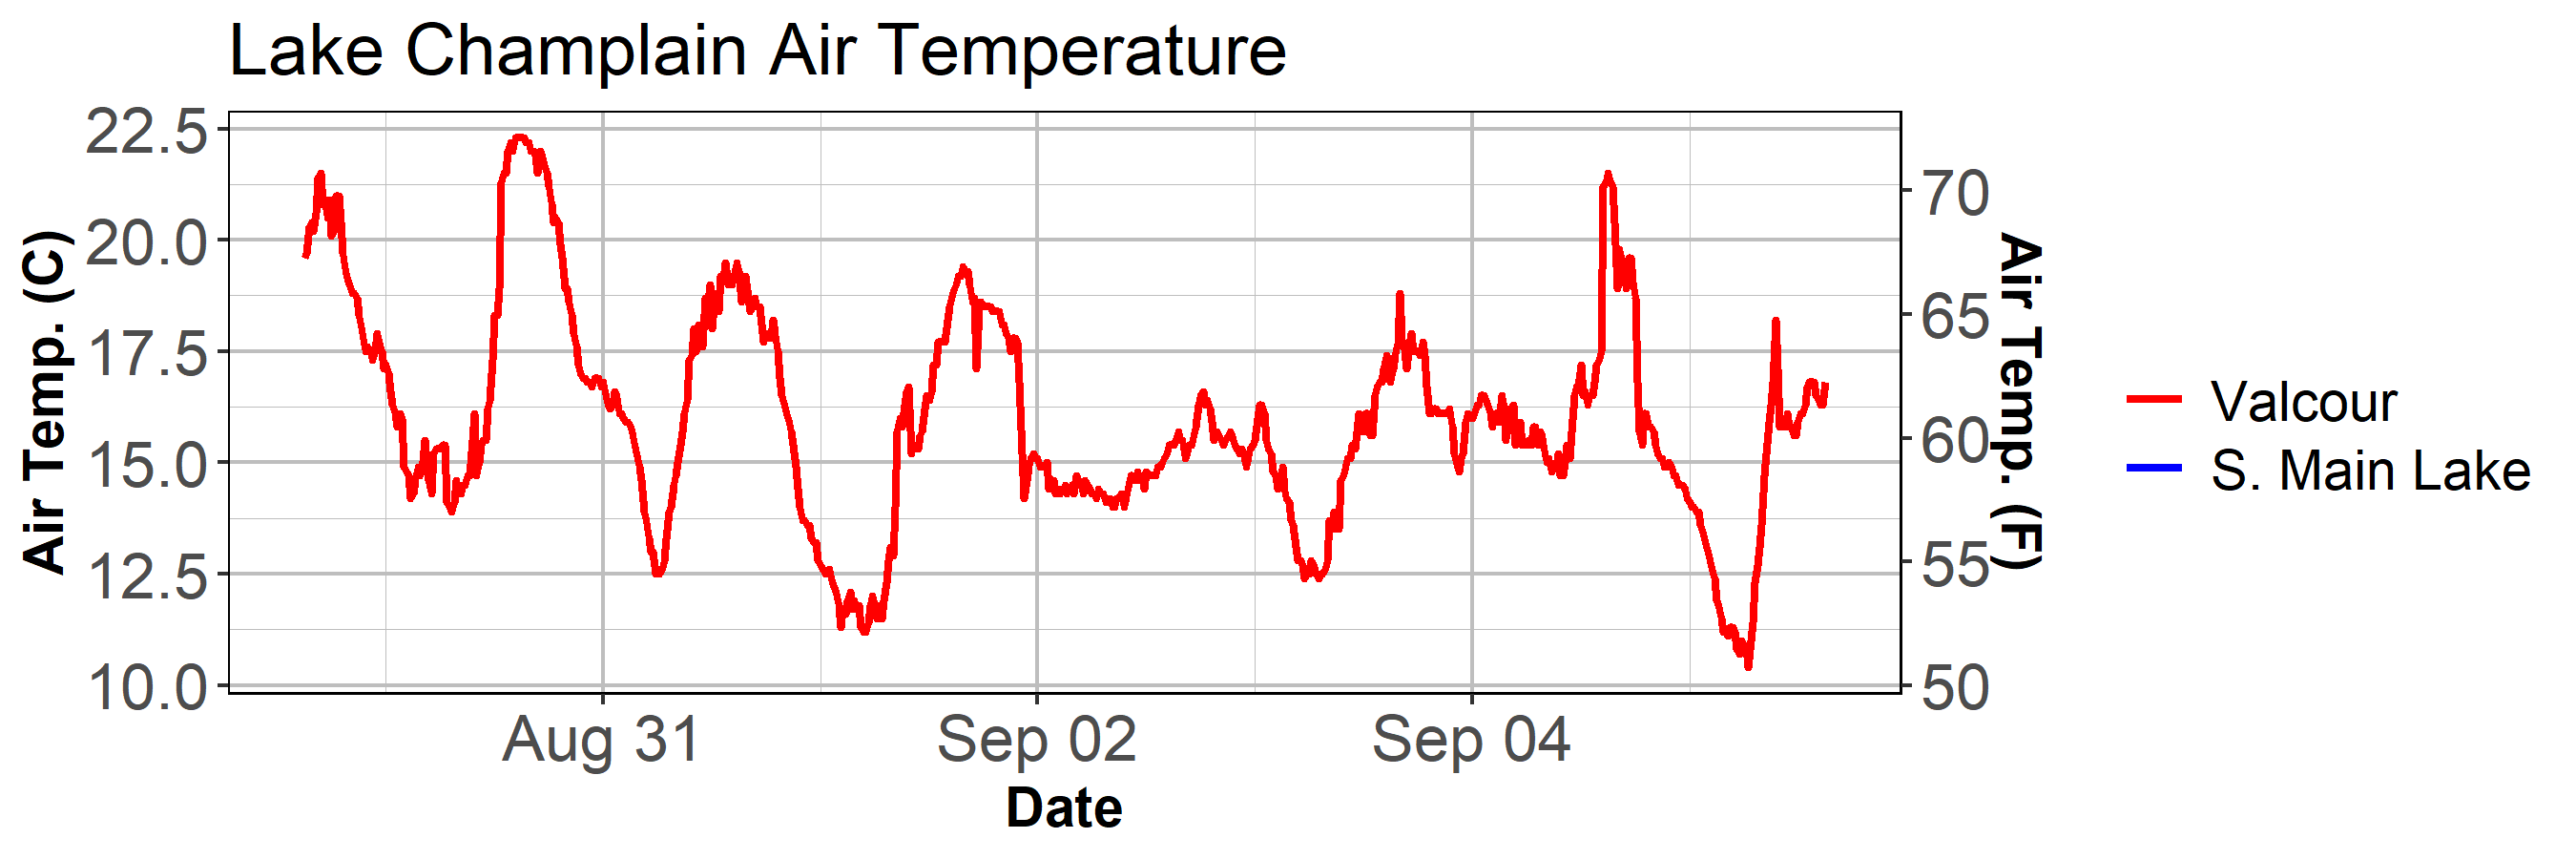 Lake Champlain Air Temperature
22.5
20.0
17.5
15.0
12.5
10.0
Air Temp. (C)
70
65
60
55
50
Air Temp. (F)
Aug 31
Sep 02
Sep 04
Date
Valcour
S. Main Lake